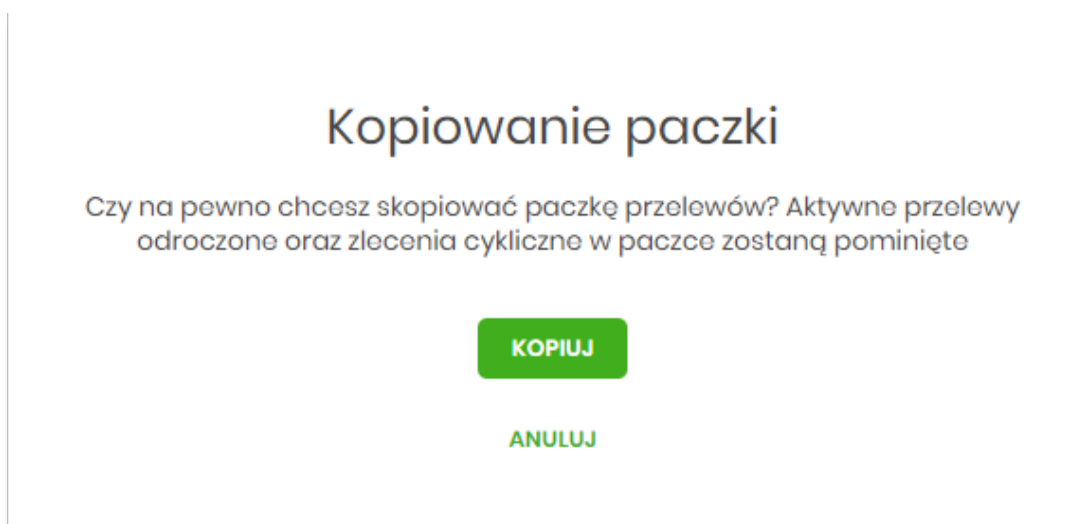 Kopiowanie paczki
Czy na pewno chcesz skopiować paczkę przelewów? Aktywne przelewy
odroczone oraz zlecenia cykliczne w paczce zostaną pominięte
KOPIUJ
ANULUJ